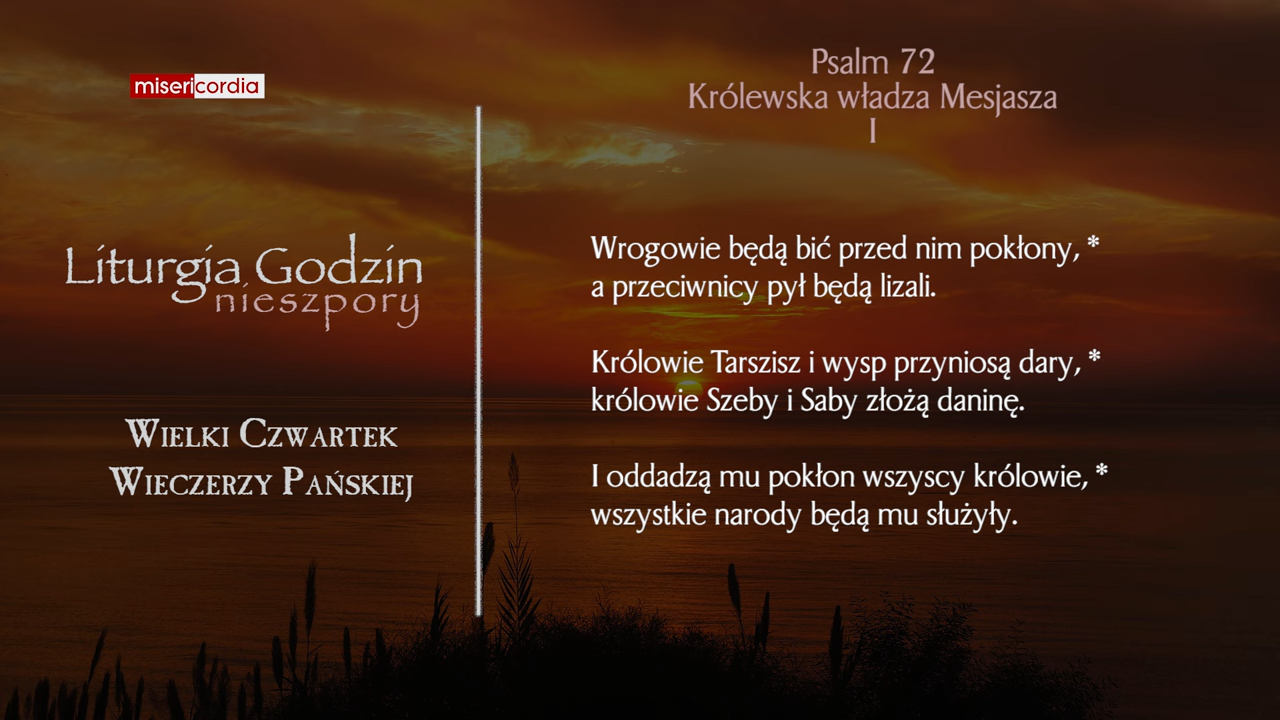 misericordia
Liturgia Godzin
nieszpory
Wielki Czwartek
Wieczerzy Pańskiej
Psalm 72
Królewska władza Mesjasza
I
Wrogowie będą bić przed nim pokłony, *
a przeciwnicy pył będą lizali.
Królowie Tarszisz i wysp przyniosą dary, *
królowie Szeby i Saby złożą daninę.
I oddadzą mu pokłon wszyscy królowie, *
wszystkie narody będą mu służyły.